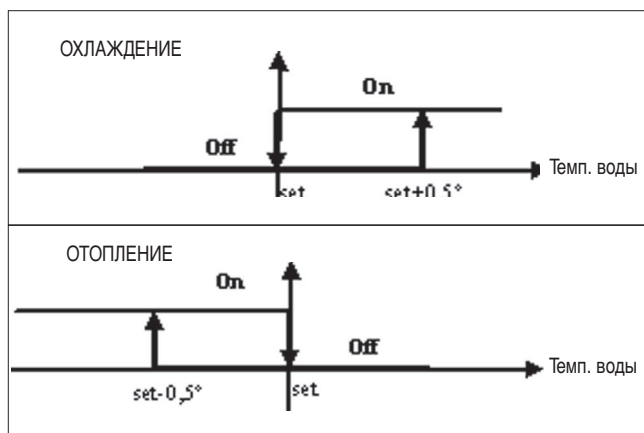 ОХЛАЖДЕНИЕ
On
Off
Темп. воды
set
set+0,5°
ОТОПЛЕНИЕ
On
Off
Темп. воды
set-0,5°
set